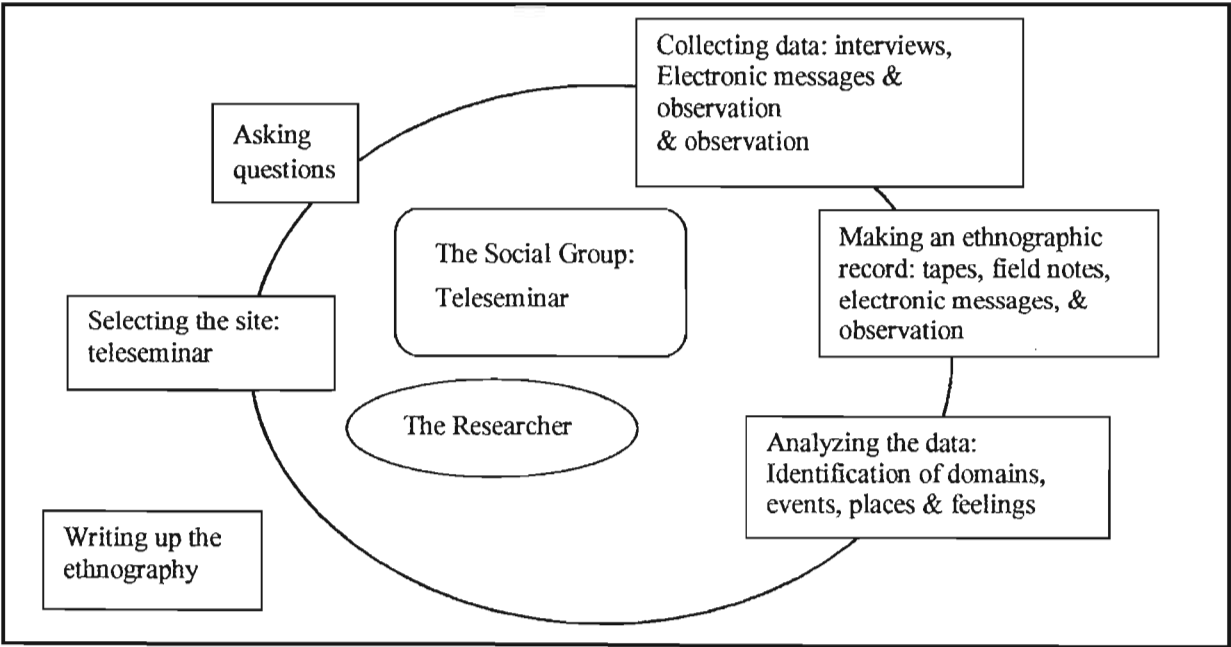 Collecting data: interviews,
Electronic messages &
observation
& observation
Asking
questions
The Social Group:
Teleseminar
Making an ethnographic
record: tapes, field notes,
electronic messages, &
observation
Selecting the site:
teleseminar
The Researcher
Analyzing the data:
Identification of domains,
events, places & feelings
Writing up the
ethnography